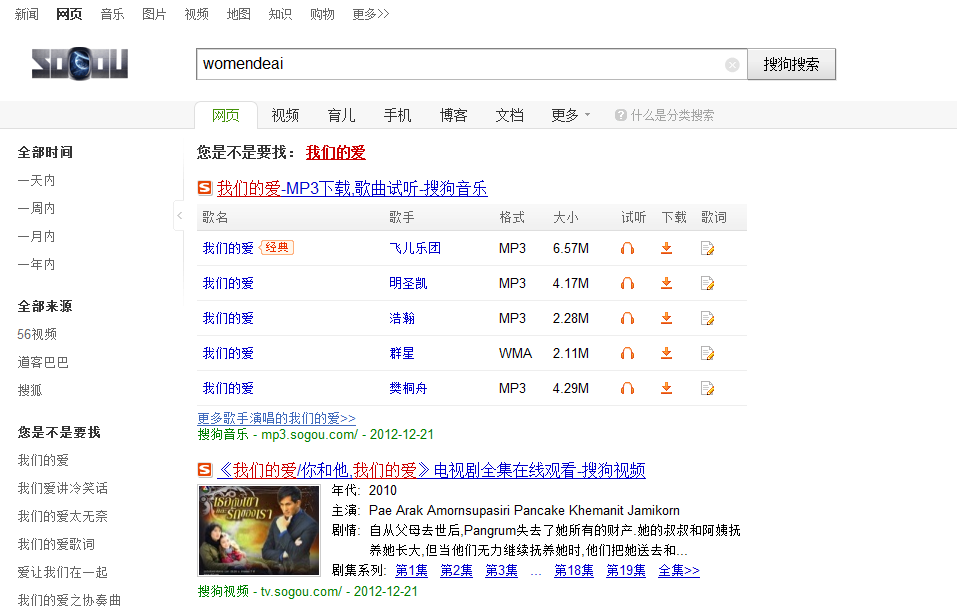 新闻 网页 音乐 图片 视频 地图 知识 购物 更多>>
SOGOU
womendeai
搜狗搜索
网页 视频 育儿 手机 博客 文档 更多 什么是分类搜索
全部时间
一天内
一周内
一月内
一年内
全部来源
56视频
道客巴巴
搜狐
您是不是要找
我们的爱
我们爱讲冷笑话
我们的爱太无奈
我们的爱歌词
爱让我们在一起
我们的爱之协奏曲
您是不是要找： 我们的爱
我们的爱-MP3下载,歌曲试听-搜狗音乐
歌名 歌手 格式 大小 试听 下载 歌词
我们的爱 经典 飞儿乐团 MP3 6.57M
我们的爱 明圣凯 MP3 4.17M
我们的爱 浩瀚 MP3 2.28M
我们的爱 群星 WMA 2.11M
我们的爱 樊桐舟 MP3 4.29M
更多歌手演唱的我们的爱>>
搜狗音乐 - mp3.sogou.com/ - 2012-12-21
《我们的爱/你和他,我们的爱》电视剧全集在线观看-搜狗视频
年代: 2010
主演: Pae Arak Amornsupasiri Pancake Khemanit Jamikorn
剧情: 自从父母去世后,Pangrum失去了她所有的财产.她的叔叔和阿姨抚
养她长大,但当他们无力继续抚养她时,他们把她送去和...
剧集系列: 第1集 第2集 第3集 ... 第18集 第19集 全集>>
搜狗视频 - tv.sogou.com/ - 2012-12-21